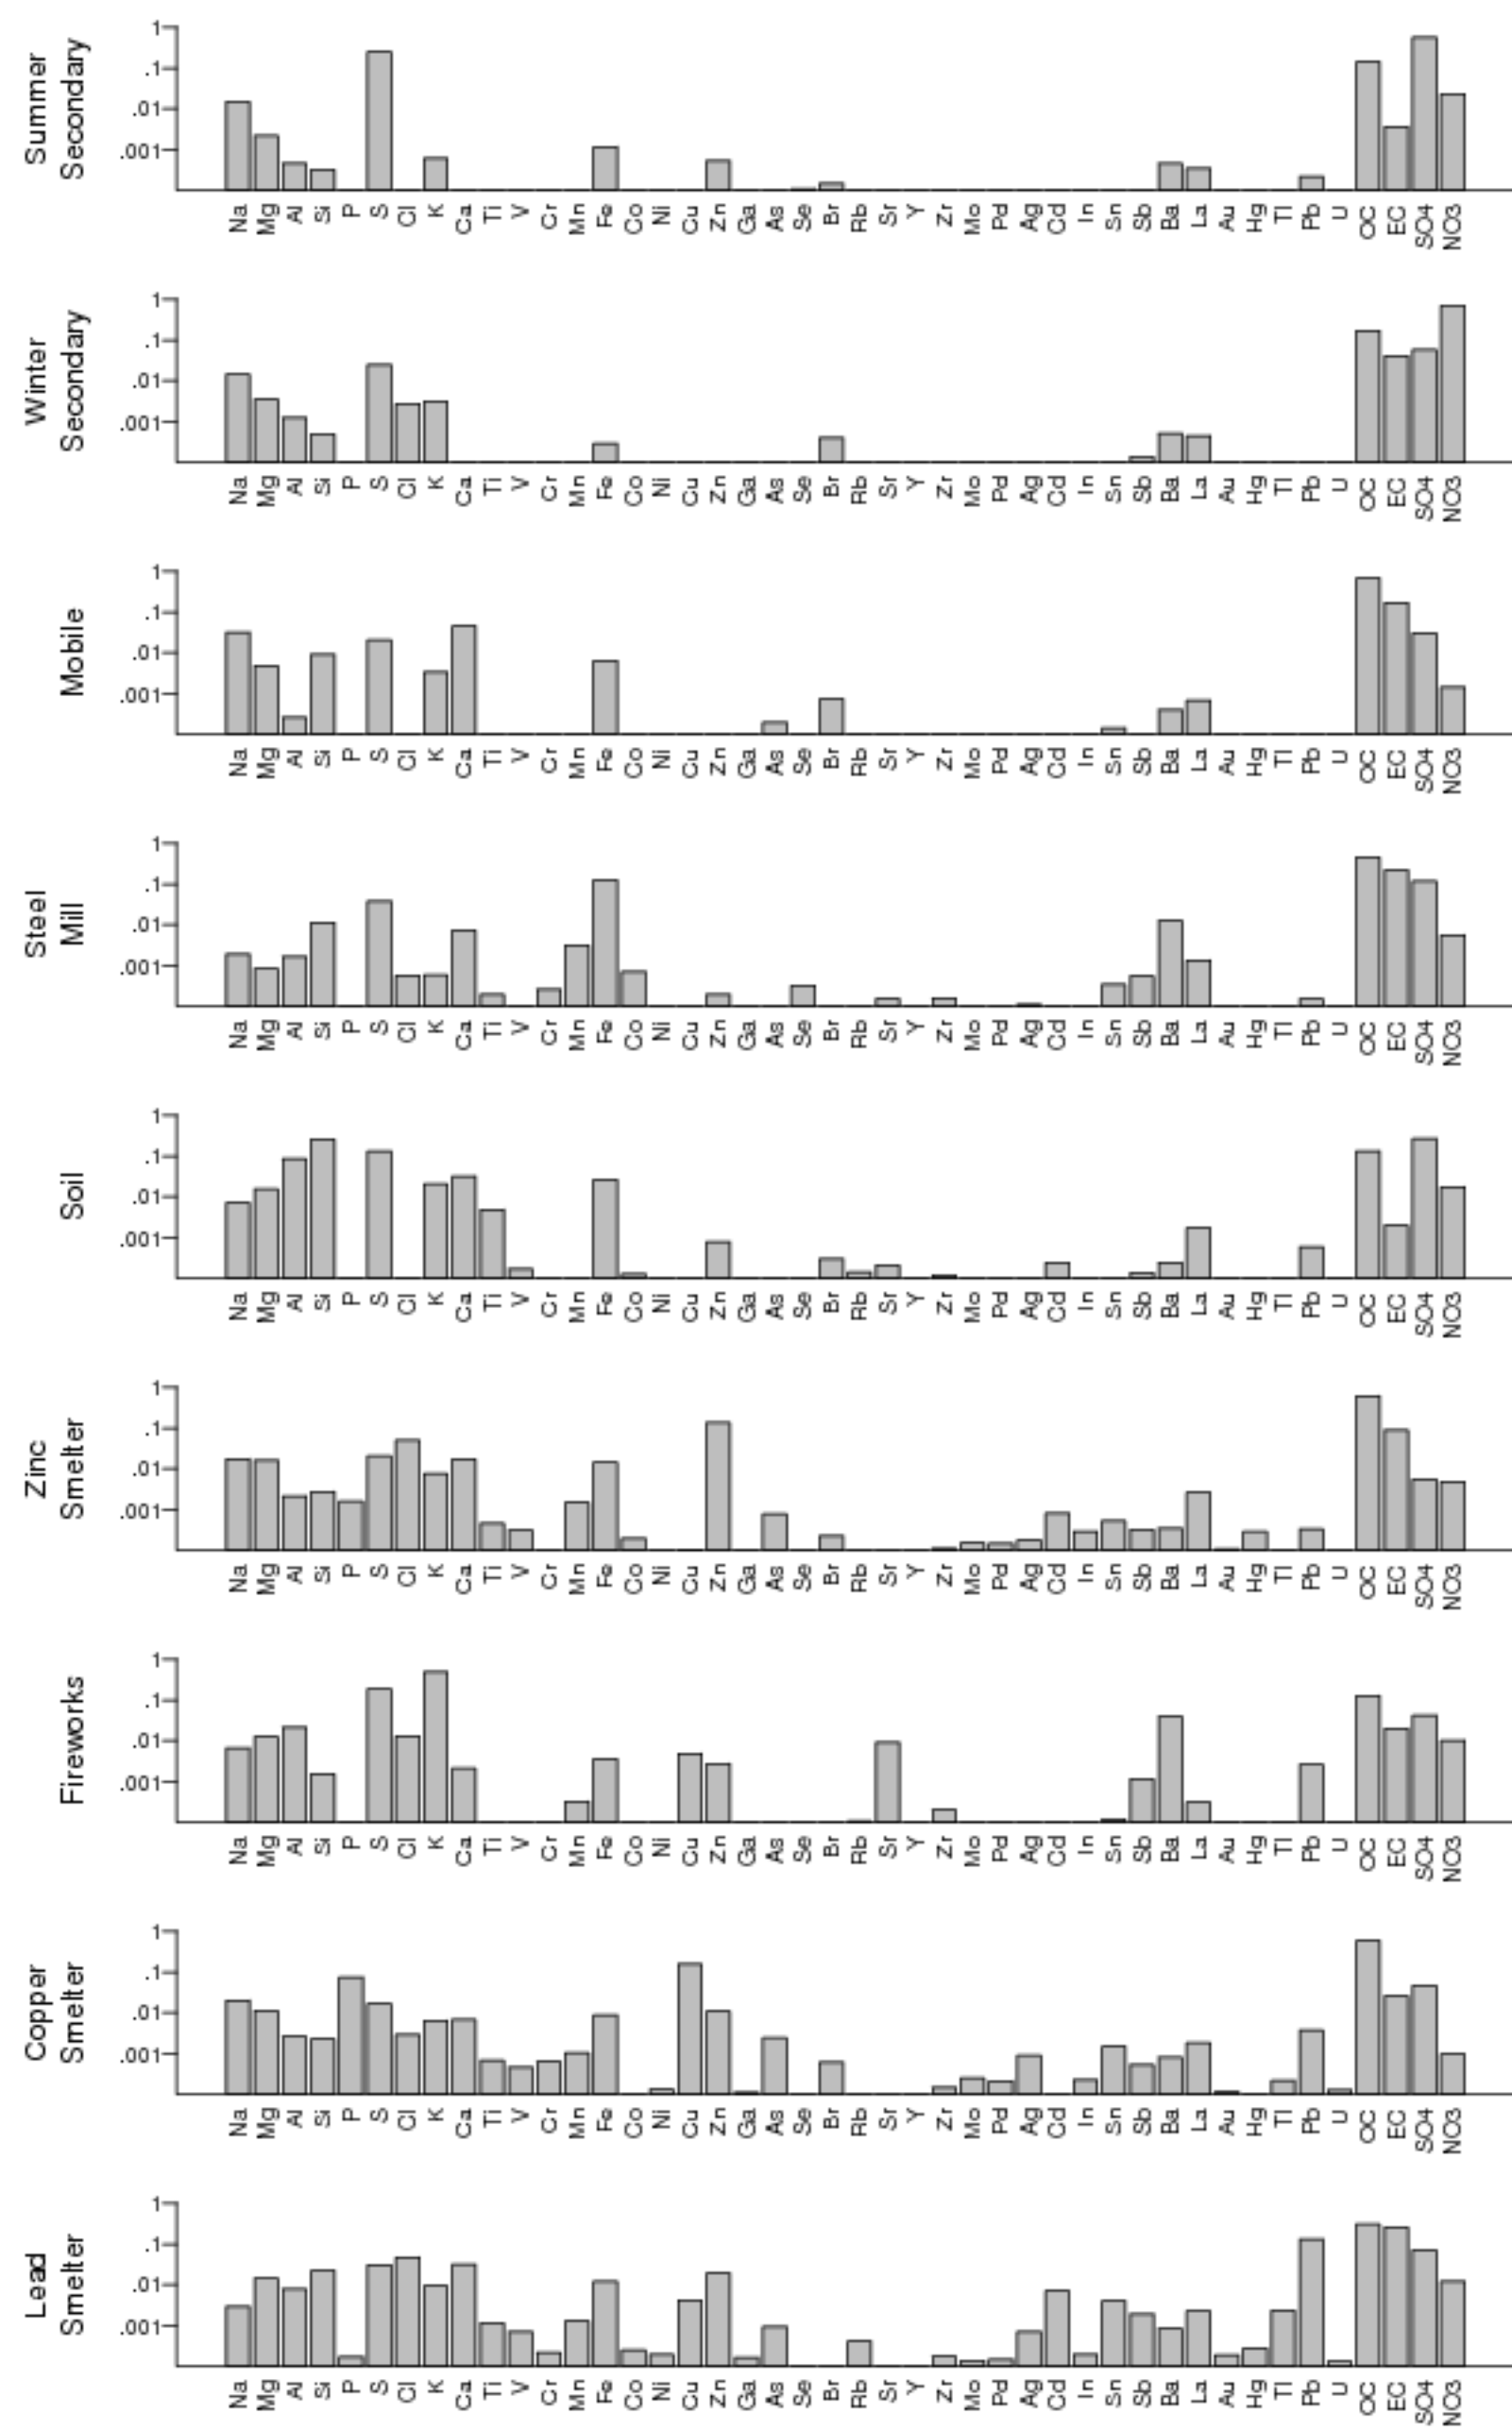 Summer
Secondary
1
.1
.01
.001
Na Mg Al Si P S Cl K Ca Ti V Cr Mn Fe Co Ni Cu Zn Ga As Se Br Rb Sr Y Zr Mo Pd Ag Cd In Sn Sb Ba La Au Hg Tl Pb U OC EC SO4 NO3
Winter
Secondary
1
.1
.01
.001
Na Mg Al Si P S Cl K Ca Ti V Cr Mn Fe Co Ni Cu Zn Ga As Se Br Rb Sr Y Zr Mo Pd Ag Cd In Sn Sb Ba La Au Hg Tl Pb U OC EC SO4 NO3
Mobile
1
.1
.01
.001
Na Mg Al Si P S Cl K Ca Ti V Cr Mn Fe Co Ni Cu Zn Ga As Se Br Rb Sr Y Zr Mo Pd Ag Cd In Sn Sb Ba La Au Hg Tl Pb U OC EC SO4 NO3
Steel
Mill
1
.1
.01
.001
Na Mg Al Si P S Cl K Ca Ti V Cr Mn Fe Co Ni Cu Zn Ga As Se Br Rb Sr Y Zr Mo Pd Ag Cd In Sn Sb Ba La Au Hg Tl Pb U OC EC SO4 NO3
Soil
1
.1
.01
.001
Na Mg Al Si P S Cl K Ca Ti V Cr Mn Fe Co Ni Cu Zn Ga As Se Br Rb Sr Y Zr Mo Pd Ag Cd In Sn Sb Ba La Au Hg Tl Pb U OC EC SO4 NO3
Zinc
Smelter
1
.1
.01
.001
Na Mg Al Si P S Cl K Ca Ti V Cr Mn Fe Co Ni Cu Zn Ga As Se Br Rb Sr Y Zr Mo Pd Ag Cd In Sn Sb Ba La Au Hg Tl Pb U OC EC SO4 NO3
Fireworks
1
.1
.01
.001
Na Mg Al Si P S Cl K Ca Ti V Cr Mn Fe Co Ni Cu Zn Ga As Se Br Rb Sr Y Zr Mo Pd Ag Cd In Sn Sb Ba La Au Hg Tl Pb U OC EC SO4 NO3
Copper
Smelter
1
.1
.01
.001
Na Mg Al Si P S Cl K Ca Ti V Cr Mn Fe Co Ni Cu Zn Ga As Se Br Rb Sr Y Zr Mo Pd Ag Cd In Sn Sb Ba La Au Hg Tl Pb U OC EC SO4 NO3
Lead
Smelter
1
.1
.01
.001
Na Mg Al Si P S Cl K Ca Ti V Cr Mn Fe Co Ni Cu Zn Ga As Se Br Rb Sr Y Zr Mo Pd Ag Cd In Sn Sb Ba La Au Hg Tl Pb U OC EC SO4 NO3